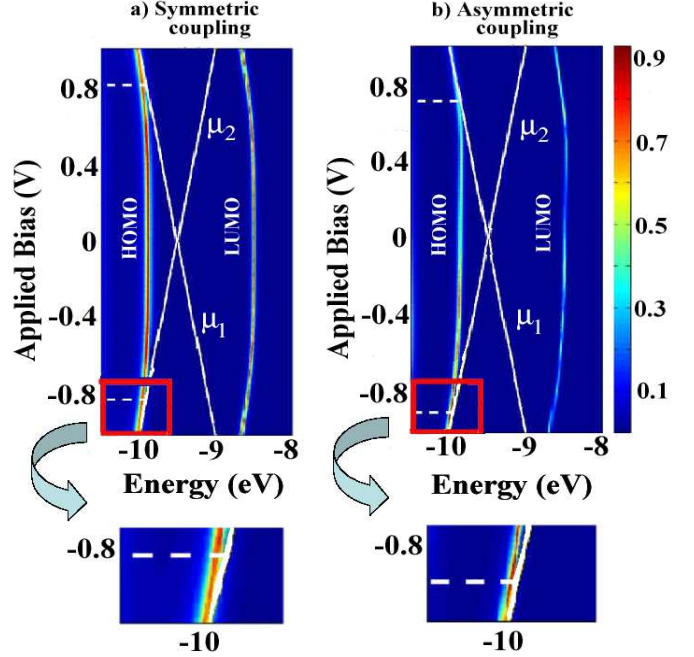 a) Symmetric
coupling
b) Asymmetric
coupling
Applied Bias (V)
0.8
0.4
0
-0.4
-0.8
HOMO
LUMO
μ2
μ1
-10
-9
-8
Energy (eV)
Applied Bias (V)
0.8
0.4
0
-0.4
-0.8
HOMO
LUMO
μ2
μ1
-10
-9
-8
Energy (eV)
0.9
0.7
0.5
0.3
0.1
-0.8
-10
-0.8
-10